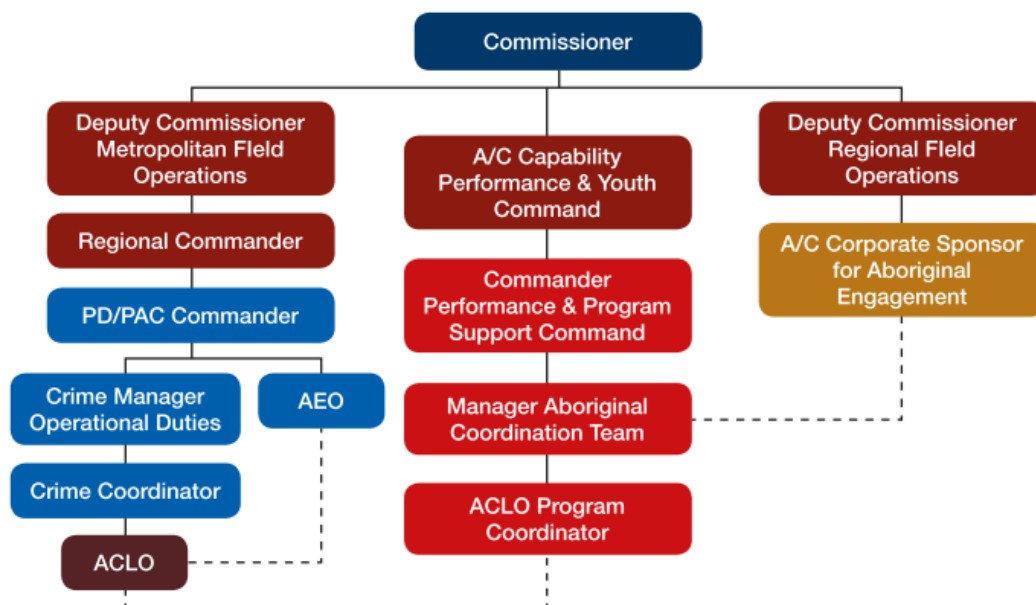 Commissioner
Deputy Commissioner
Metropolitan FIeld
Operations
A/C Capability
Performance & Youth
Command
Deputy Commissioner
Regional FIeld
Operations
Regional Commander
A/C Corporate Sponsor
for Aboriginal
Engagement
Commander
Performance & Program
Support Command
PD/PAC Commander
Crime Manager
Operational Duties
AEO
Manager Aboriginal
Coordination Team
Crime Coordinator
ACLO Program
Coordinator
ACLO